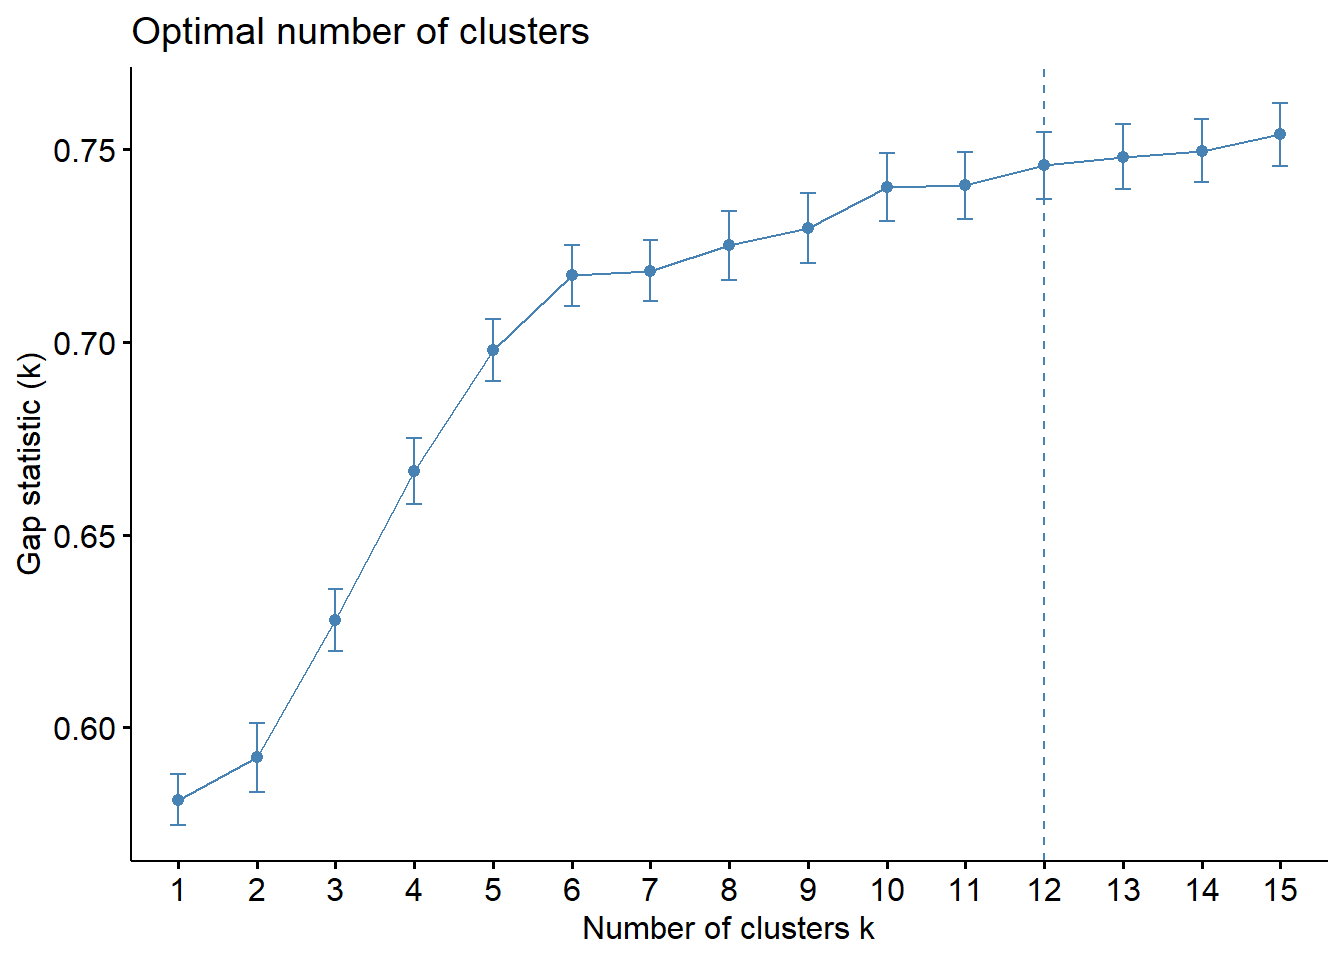 Optimal number of clusters
Gap statistic (k)
0.75
0.70
0.65
0.60
1 2 3 4 5 6 7 8 9 10 11 12 13 14 15
Number of clusters k